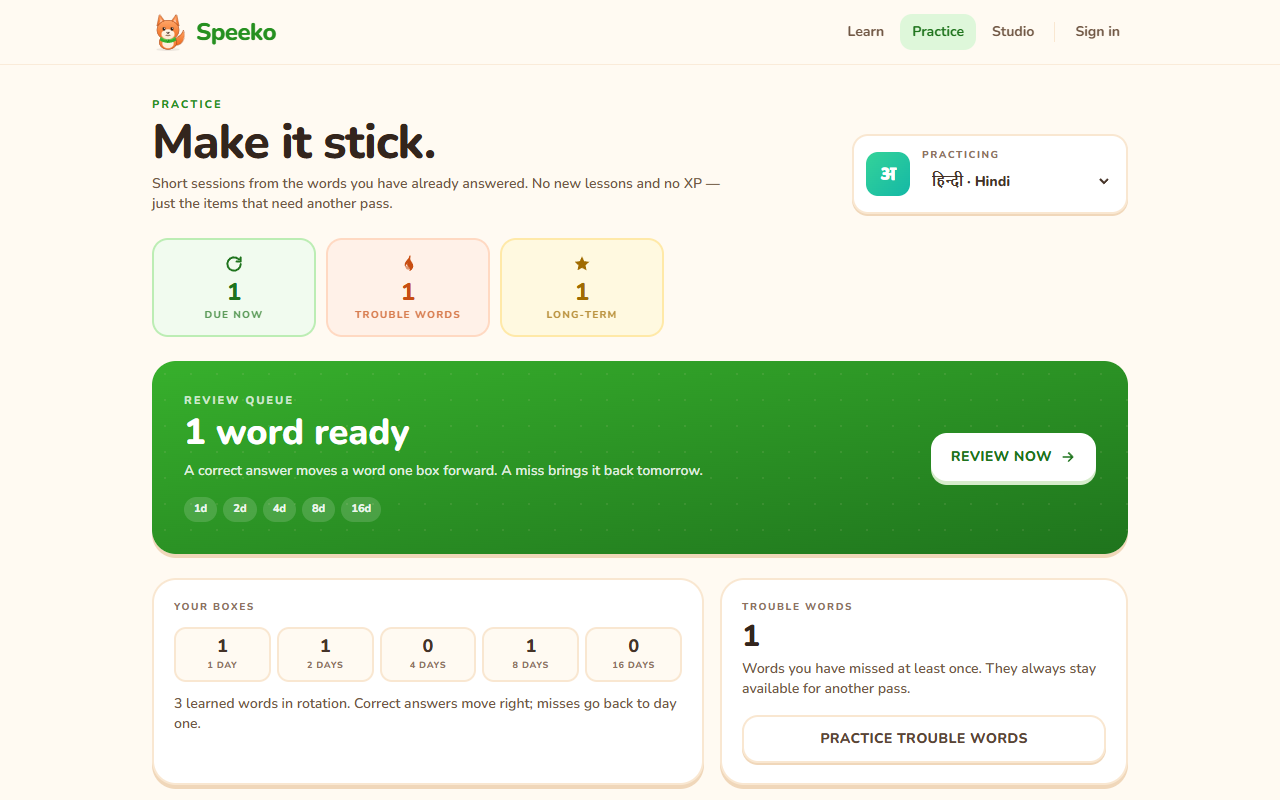 Speeko
Learn
Practice
Studio
Sign in
PRACTICE
Make it stick.
Short sessions from the words you have already answered. No new lessons and no XP —
just the items that need another pass.
अ
PRACTICING
हिन्दी · Hindi
1
DUE NOW
1
TROUBLE WORDS
1
LONG-TERM
REVIEW QUEUE
1 word ready
A correct answer moves a word one box forward. A miss brings it back tomorrow.
1d
2d
4d
8d
16d
REVIEW NOW →
YOUR BOXES
1
1 DAY
1
2 DAYS
0
4 DAYS
1
8 DAYS
0
16 DAYS
3 learned words in rotation. Correct answers move right; misses go back to day
one.
TROUBLE WORDS
1
Words you have missed at least once. They always stay
available for another pass.
PRACTICE TROUBLE WORDS